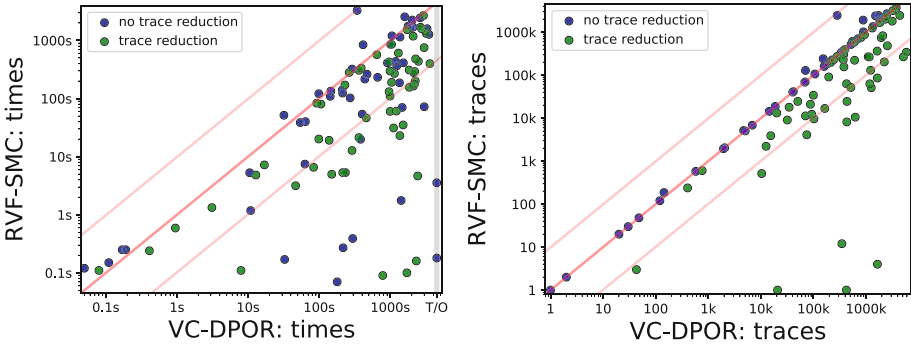 no trace reduction
trace reduction
1000s
100s
10s
1s
0.1s
0.1s 1s 10s 100s 1000s T/O
RVF-SMC: times
VC-DPOR: times
no trace reduction
trace reduction
1000k
100k
10k
1k
100
10
1
1 10 100 1k 10k 100k 1000k
RVF-SMC: traces
VC-DPOR: traces